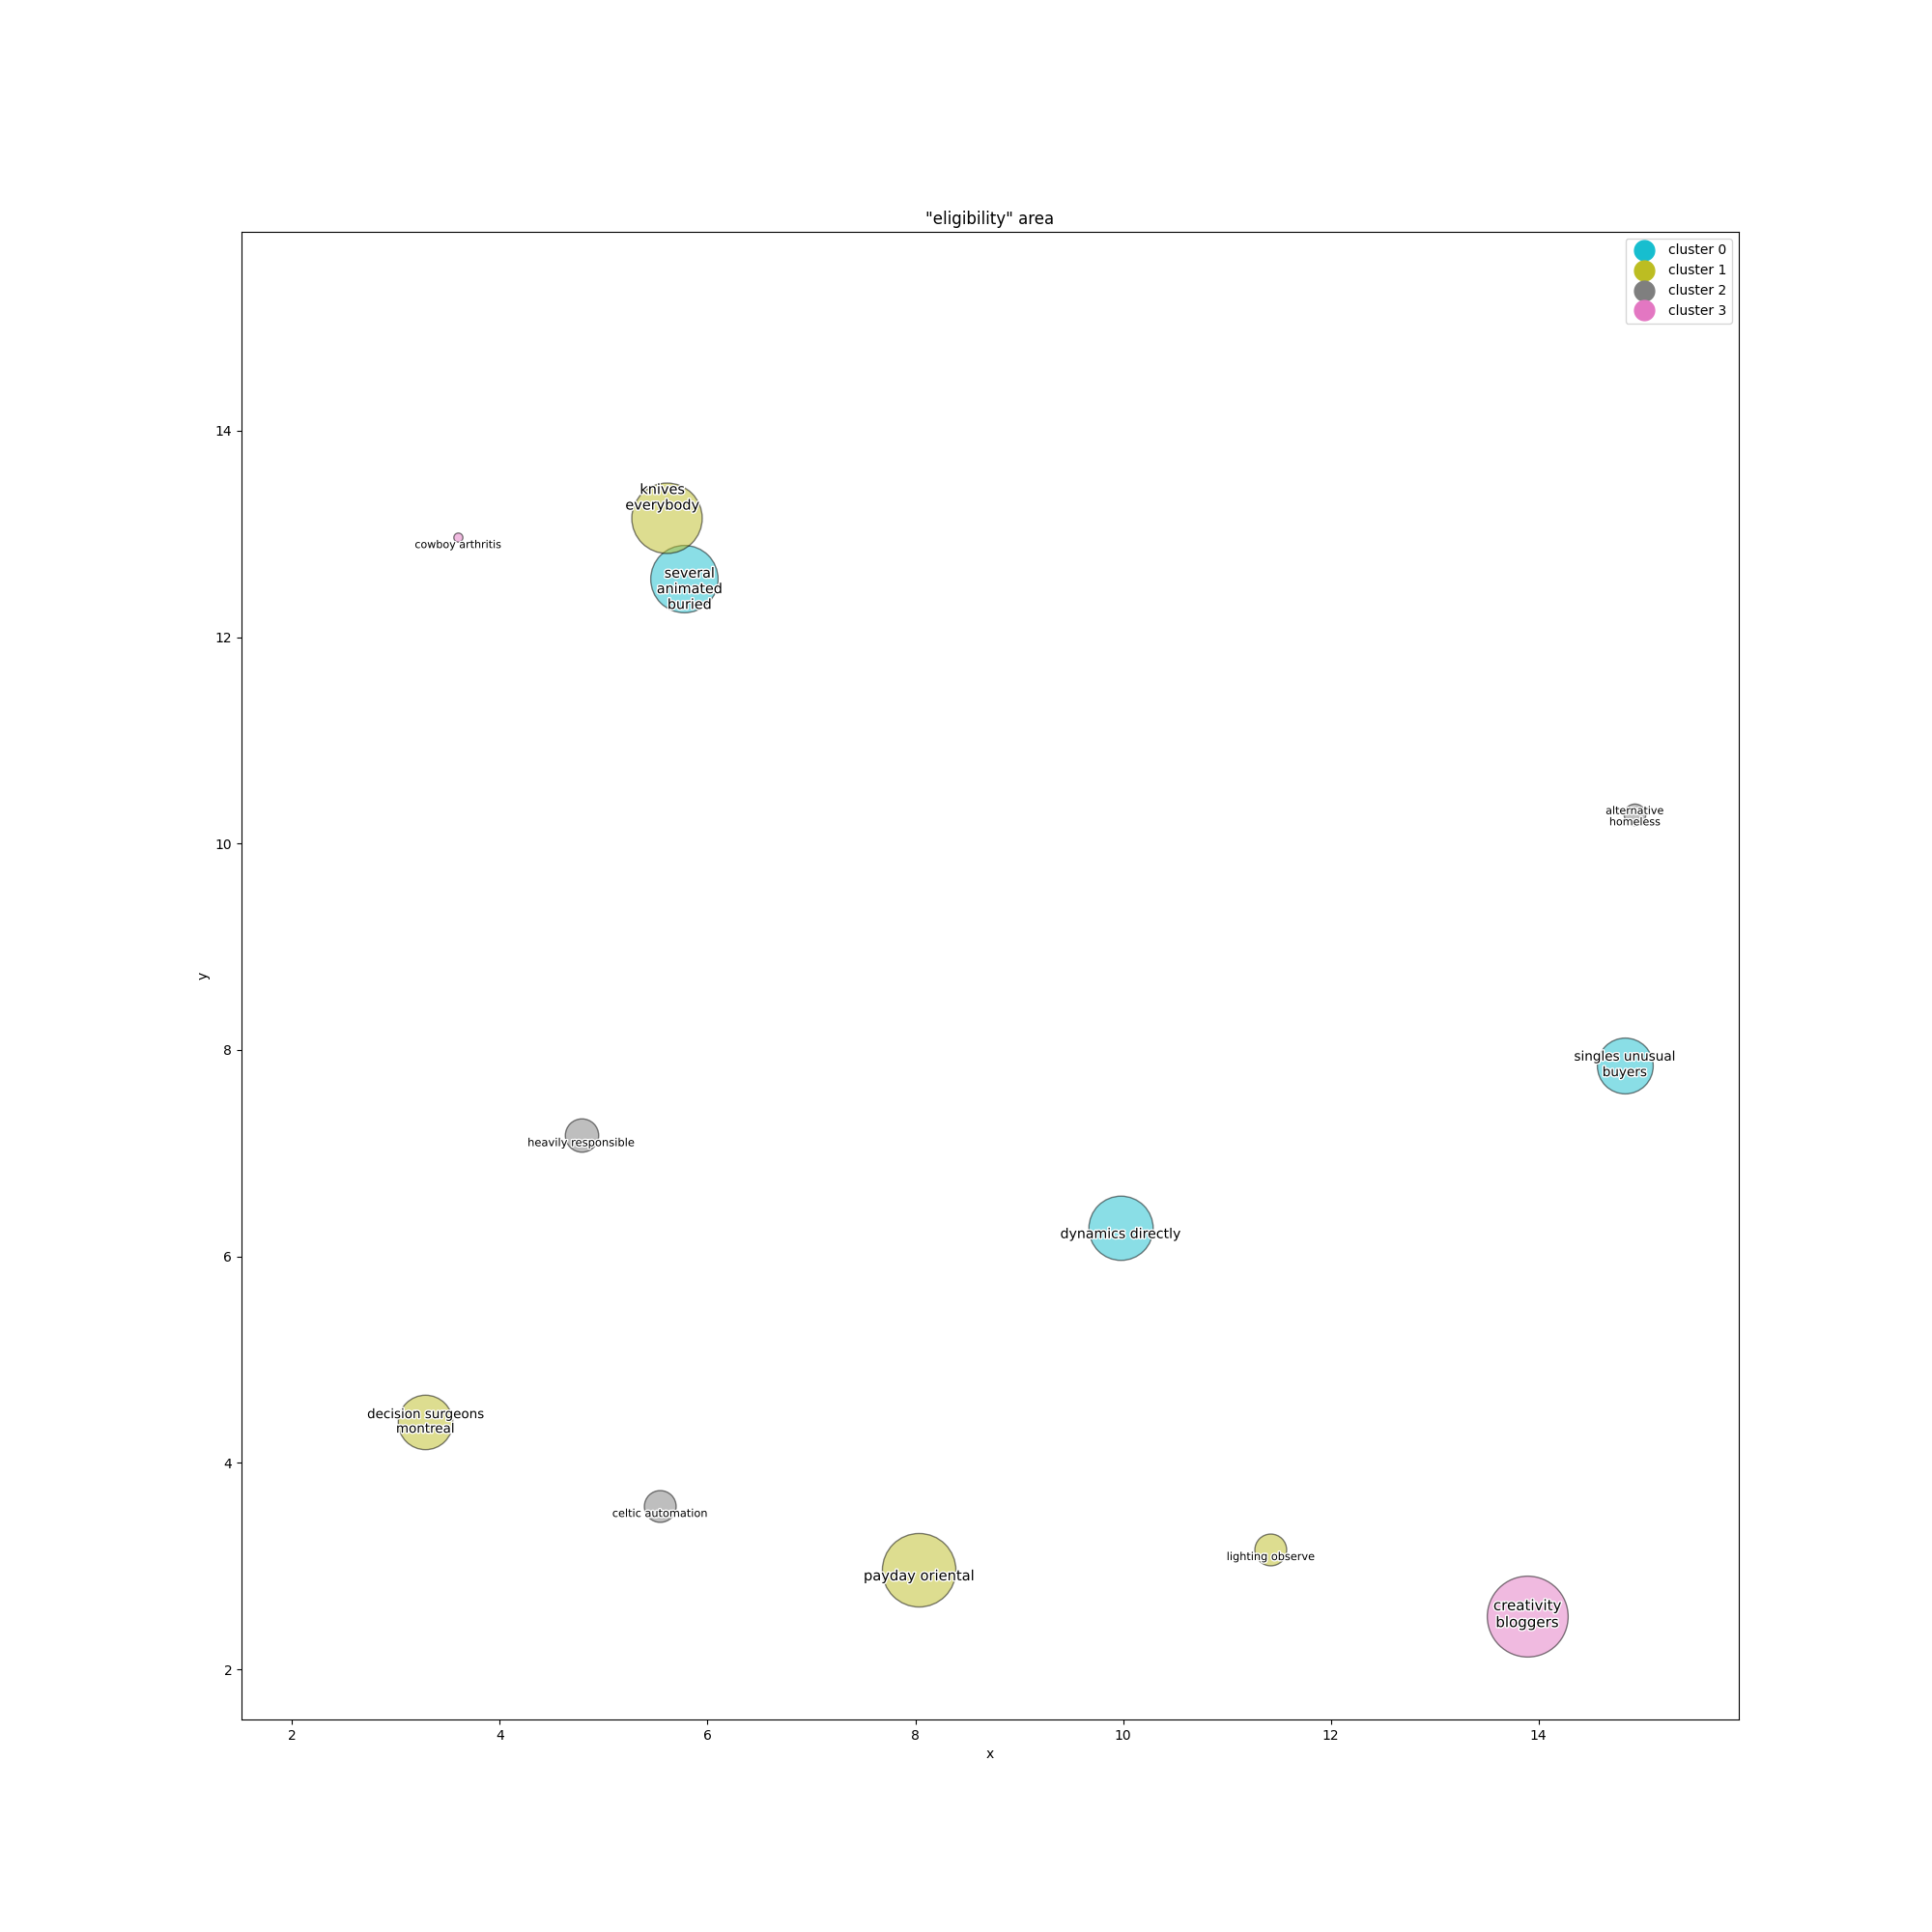 "eligibility" area
cluster 0
cluster 1
cluster 2
cluster 3
14
12
10
8
6
4
2
y
knives
everybody
cowboy arthritis
several
animated
buried
alternative
homeless
singles unusual
buyers
heavily responsible
dynamics directly
decision surgeons
montreal
celtic automation
lighting observe
payday oriental
creativity
bloggers
2
4
6
8
10
12
14
x